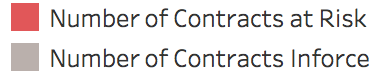 Number of Contracts at Risk
Number of Contracts Inforce